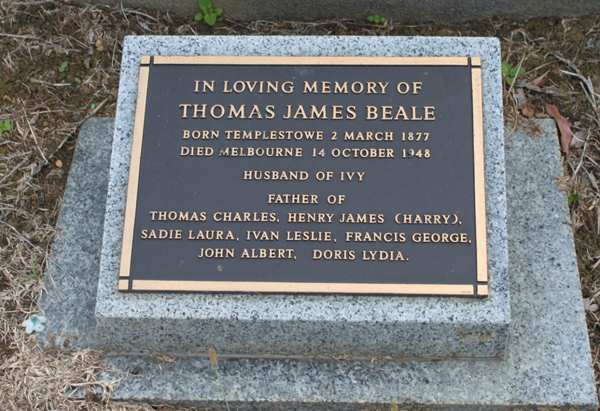 IN LOVING MEMORY OF
THOMAS JAMES BEALE
BORN TEMPLESTOWE 2 MARCH 1877
DIED MELBOURNE 14 OCTOBER 1948
HUSBAND OF IVY
FATHER OF
THOMAS CHARLES, HENRY JAMES (HARRY),
SADIE LAURA, IVAN LESLIE, FRANCIS GEORGE,
JOHN ALBERT, DORIS LYDIA.